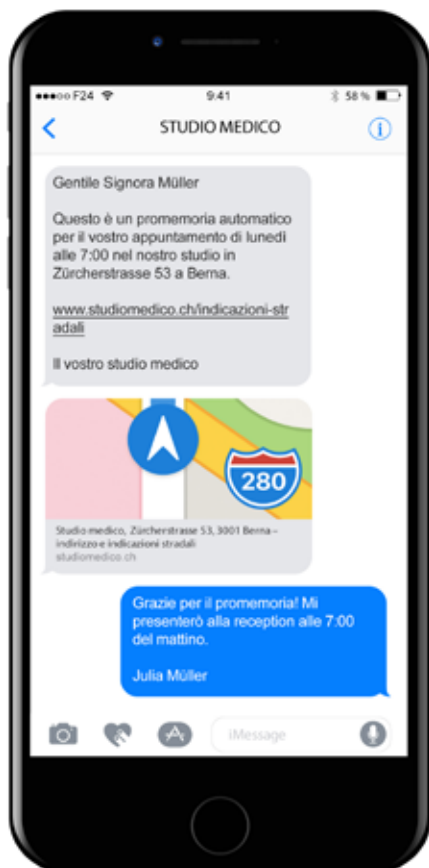 F24
9:41
58 %
STUDIO MEDICO
Gentile Signora Müller
Questo è un promemoria automatico
per il vostro appuntamento di lunedì
alle 7:00 nel nostro studio in
Zürcherstrasse 53 a Berna.
www.studiomedico.ch/indicazioni-str
adali
Il vostro studio medico
280
Studio medico, Zürcherstrasse 53, 3001 Berna –
indirizzo e indicazioni stradali
studiomedico.ch
Grazie per il promemoria! Mi
presenterò alla reception alle 7:00
del mattino.
Julia Müller
iMessage